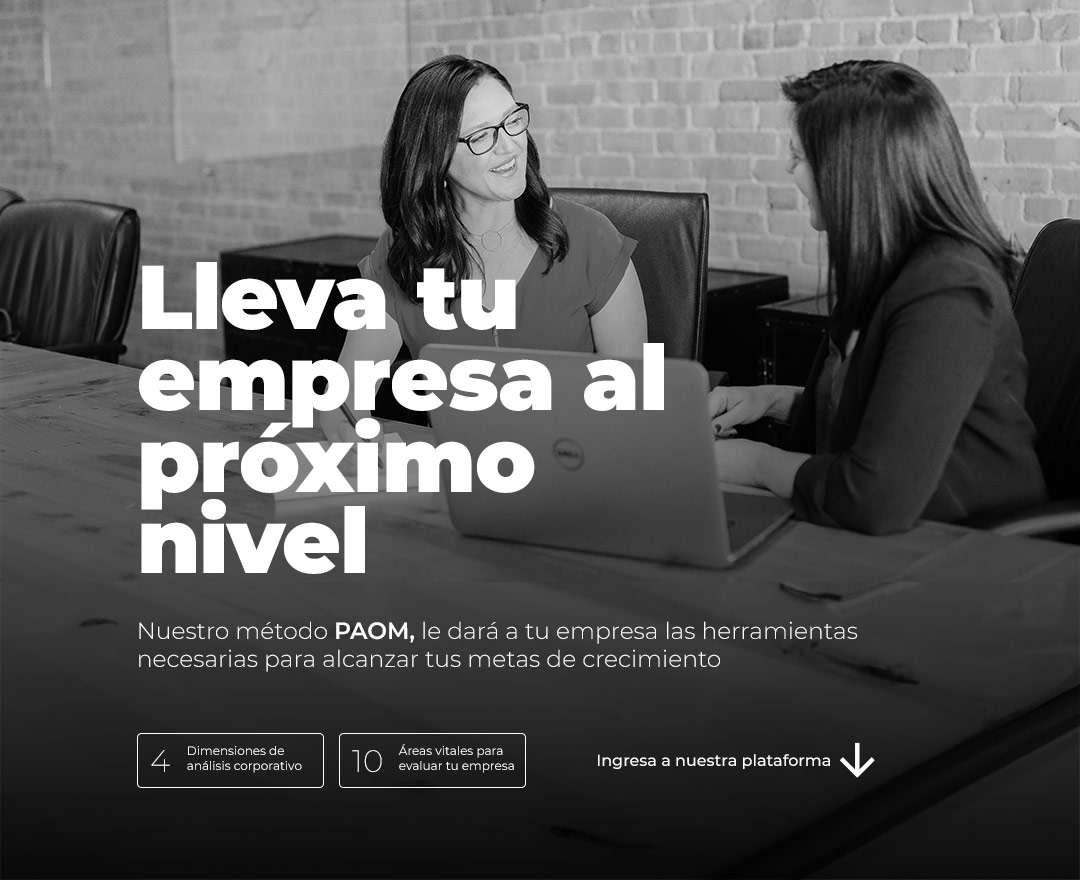 Lleva tu
empresa al
próximo
nivel
DELL
Nuestro método PAOM, le dará a tu empresa las herramientas
necesarias para alcanzar tus metas de crecimiento
4 Dimensiones de
análisis corporativo
10 Áreas vitales para
evaluar tu empresa
Ingresa a nuestra plataforma